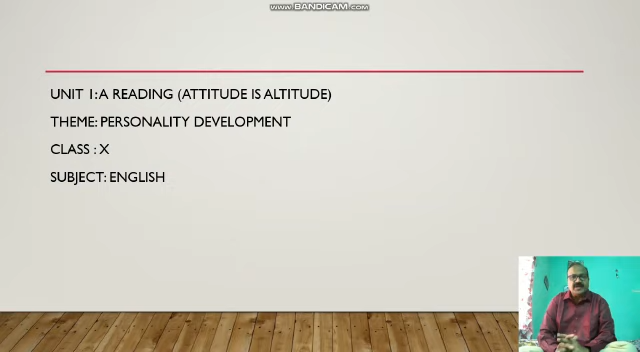 WWW.BANDICAM.COM
UNIT 1: A READING (ATTITUDE IS ALTITUDE)
THEME: PERSONALITY DEVELOPMENT
CLASS : X
SUBJECT: ENGLISH